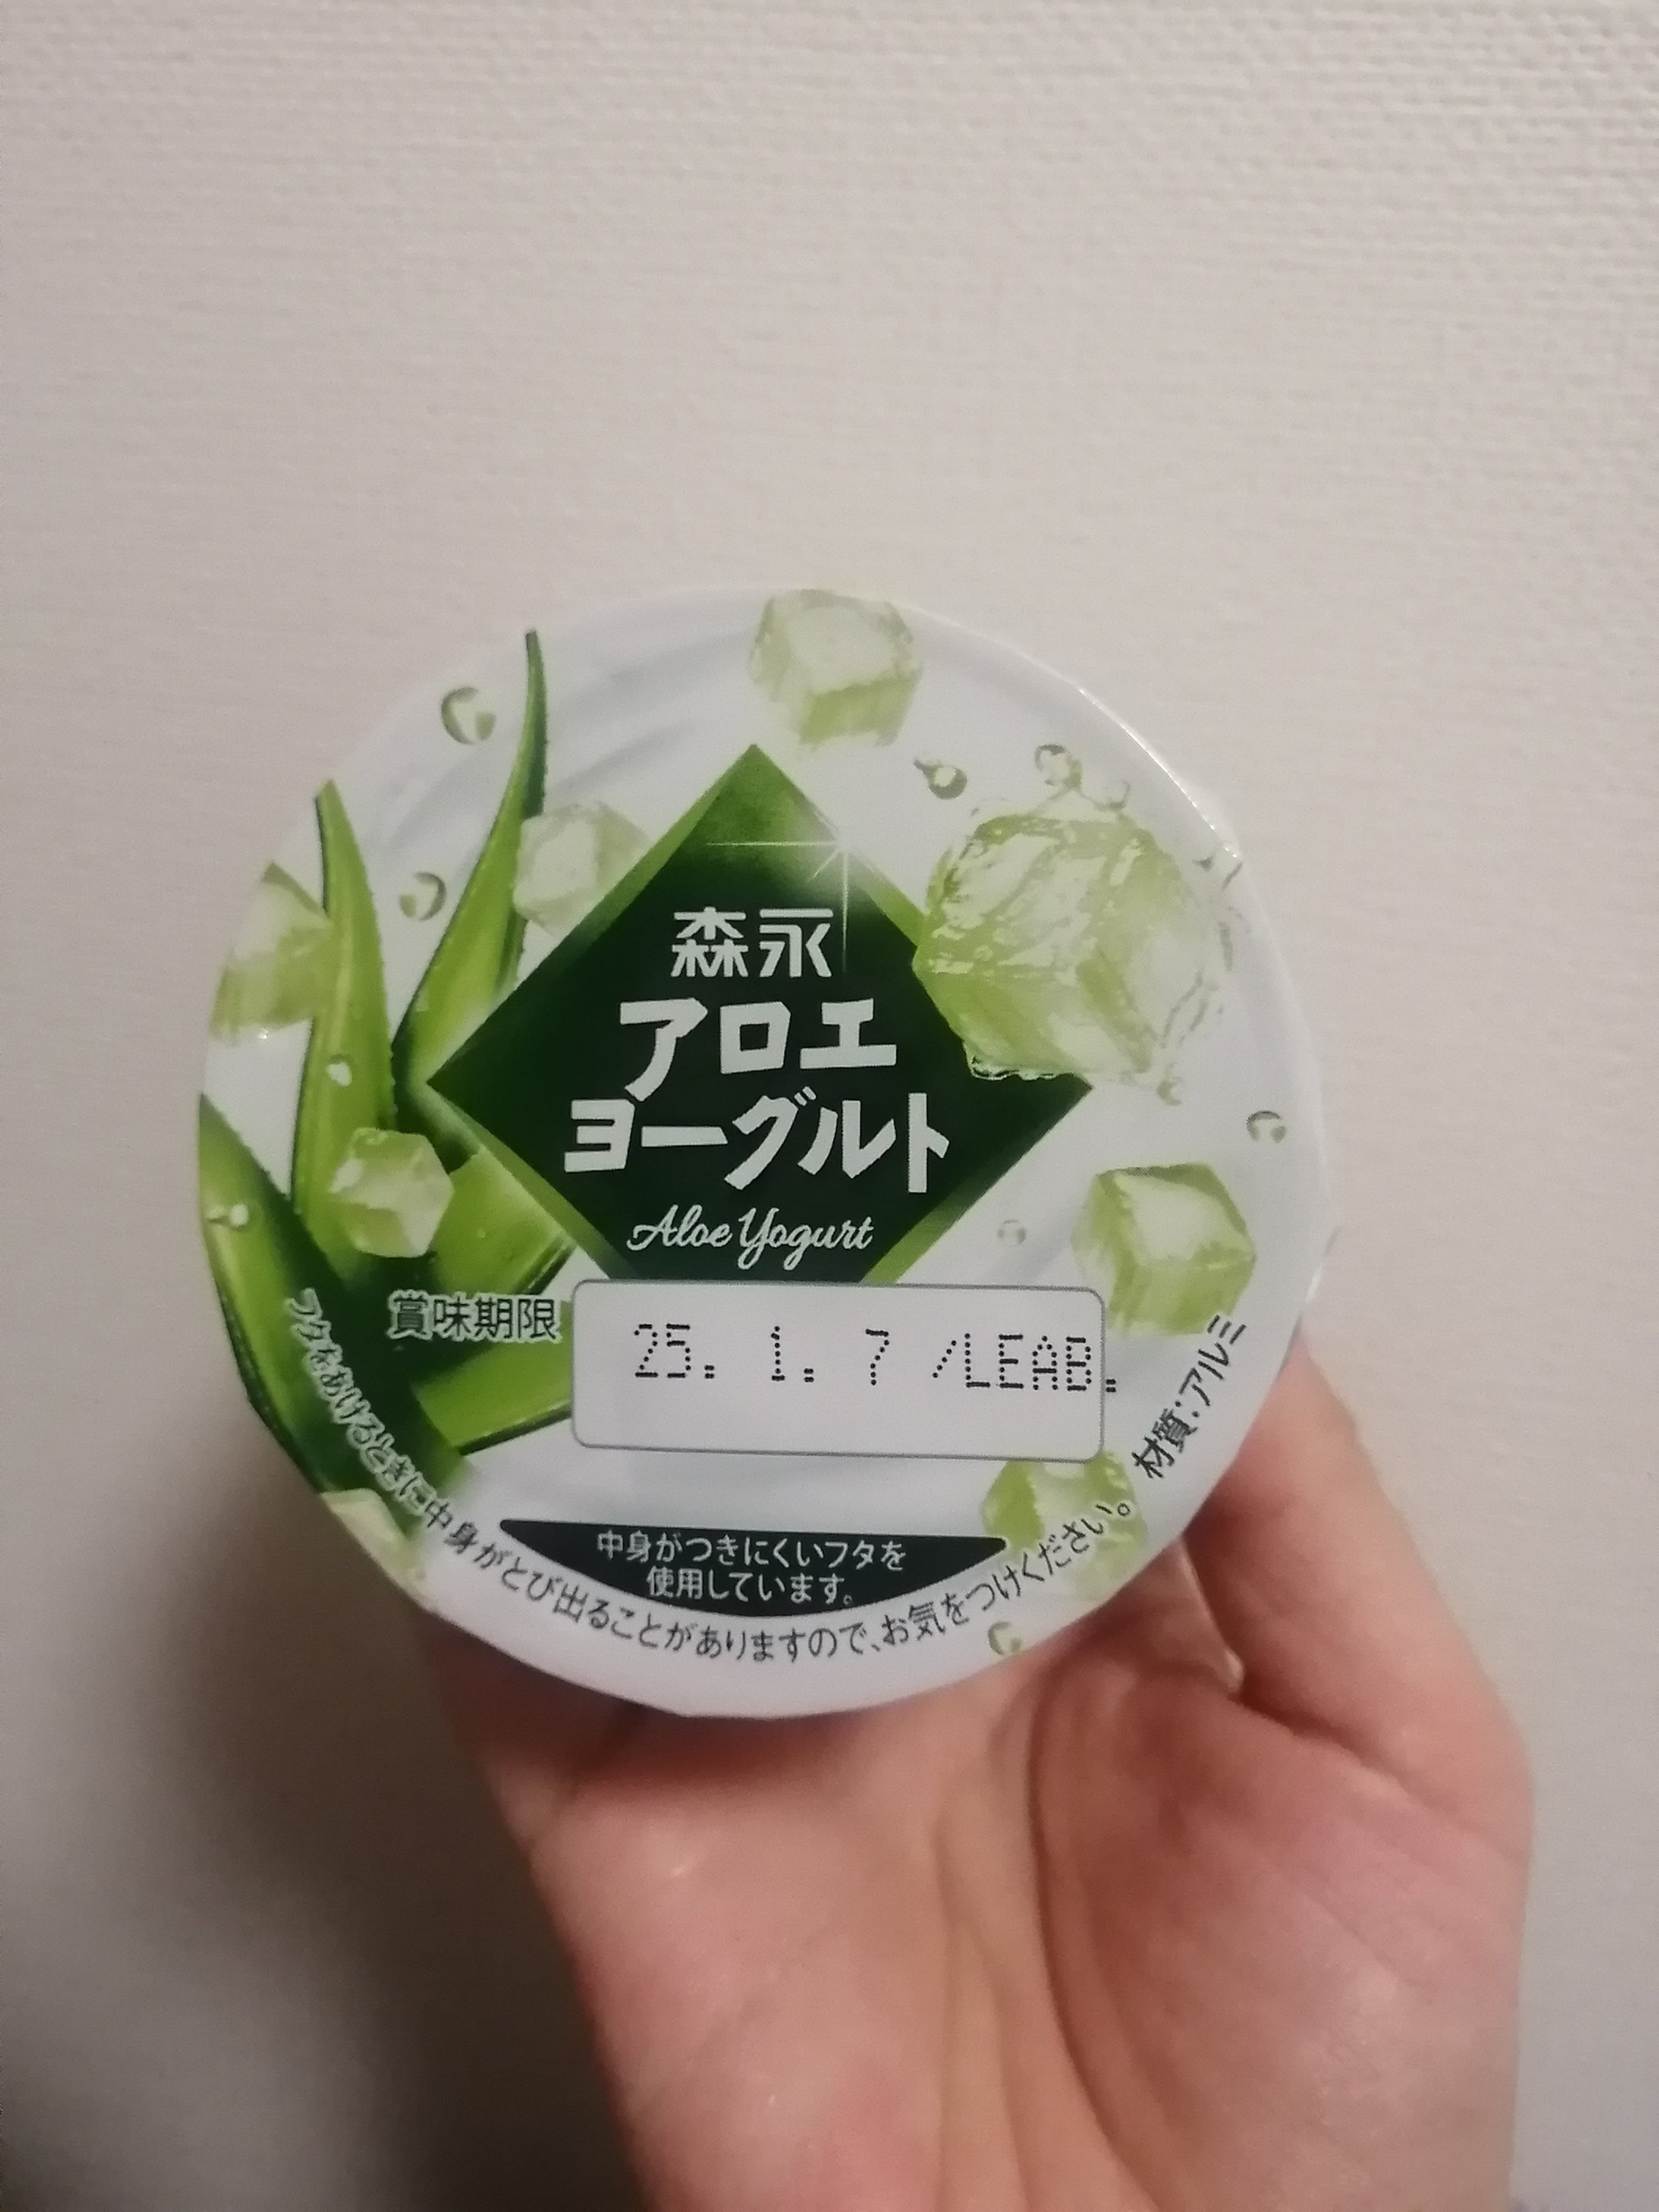 森永
アロエ
ヨーグルト
Aloe Yogurt
賞味期限 25. 1. 7 /LEAB.
中身がつきにくいフタを
使用しています。
フタをあけるときに中身がとび出ることがありますので、お気をつけください。
材質:アルミ